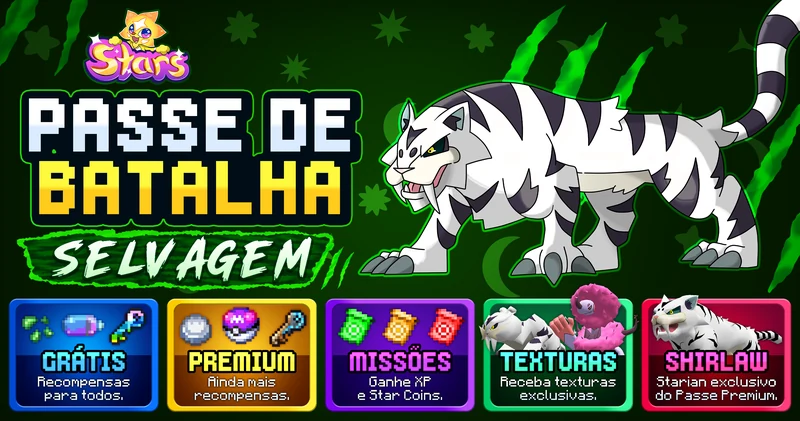 Stars
PASSE DE
BATALHA
SELVAGEM
GRÁTIS
Recompensas
para todos.
PREMIUM
Ainda mais
recompensas.
MISSÕES
Ganhe XP
e Star Coins.
TEXTURAS
Receba texturas
exclusivas.
SHIRLAW
Starian exclusivo
do Passe Premium.